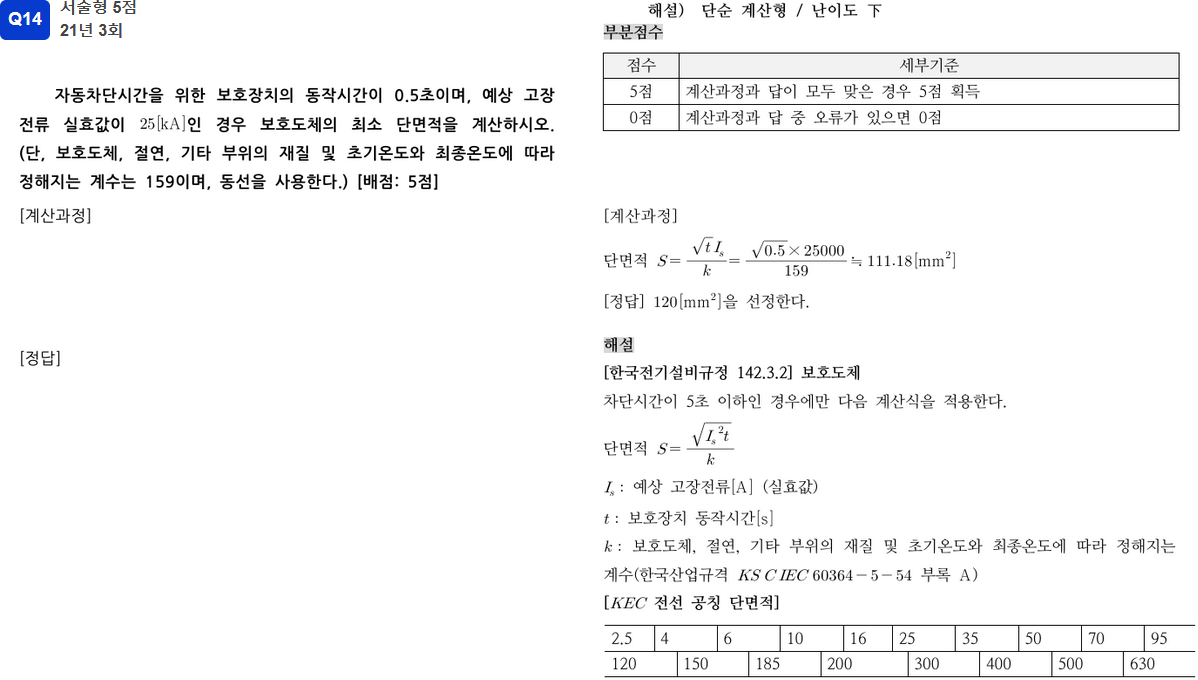 Q14
서술형 5점
21년 3회
자동차단시간을 위한 보호장치의 동작시간이 0.5초이며, 예상 고장
전류 실효값이 25[kA]인 경우 보호도체의 최소 단면적을 계산하시오.
(단, 보호도체, 절연, 기타 부위의 재질 및 초기온도와 최종온도에 따라
정해지는 계수는 159이며, 동선을 사용한다.) [배점: 5점]
[계산과정]
[정답]
해설) 단순 계산형 / 난이도 下
부분점수
점수 세부기준
5점 계산과정과 답이 모두 맞은 경우 5점 획득
0점 계산과정과 답 중 오류가 있으면 0점
[계산과정]
단면적 S = √t I_s / k = √0.5 × 25000 / 159 ≒ 111.18[mm²]
[정답] 120[mm²]을 선정한다.
해설
[한국전기설비규정 142.3.2] 보호도체
차단시간이 5초 이하인 경우에만 다음 계산식을 적용한다.
단면적 S = √(I_s²t) / k
I_s : 예상 고장전류[A] (실효값)
t : 보호장치 동작시간[s]
k : 보호도체, 절연, 기타 부위의 재질 및 초기온도와 최종온도에 따라 정해지는
계수(한국산업규격 KS C IEC 60364-5-54 부록 A)
[KEC 전선 공칭 단면적]
2.5 4 6 10 16 25 35 50 70 95
120 150 185 200 300 400 500 630